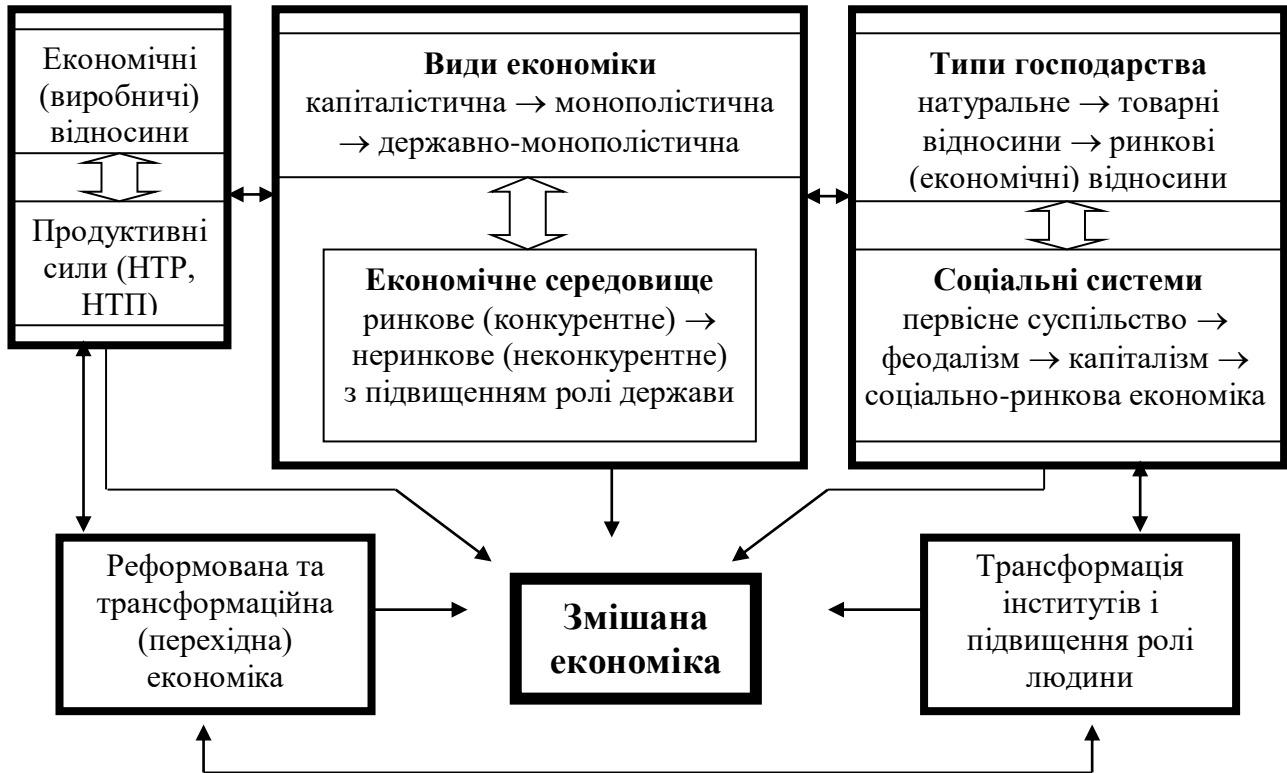 Економічні
(виробничі)
відносини
Продуктивні
сили (НТР,
НТП)
Види економіки
капіталістична → монополістична
→ державно-монополістична
Економічне середовище
ринкове (конкурентне) →
неринкове (неконкурентне)
з підвищенням ролі держави
Типи господарства
натуральне → товарні
відносини → ринкові
(економічні) відносини
Соціальні системи
первісне суспільство →
феодалізм → капіталізм →
соціально-ринкова економіка
Реформована та
трансформаційна
(перехідна)
економіка
Змішана
економіка
Трансформація
інститутів і
підвищення ролі
людини